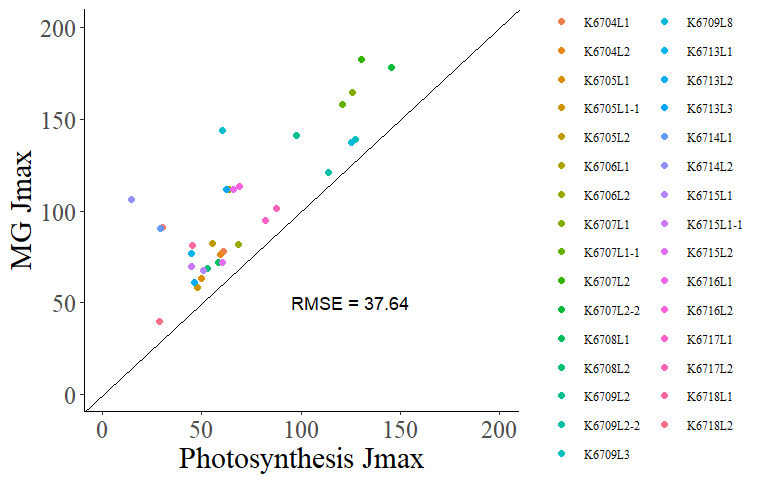 200
150
100
50
0
MG Jmax
RMSE = 37.64
0 50 100 150 200
Photosynthesis Jmax
K6704L1
K6704L2
K6705L1
K6705L1-1
K6705L2
K6706L1
K6706L2
K6707L1
K6707L1-1
K6707L2
K6707L2-2
K6708L1
K6708L2
K6709L2
K6709L2-2
K6709L3
K6709L8
K6713L1
K6713L2
K6713L3
K6714L1
K6714L2
K6715L1
K6715L1-1
K6715L2
K6716L1
K6716L2
K6717L1
K6717L2
K6718L1
K6718L2